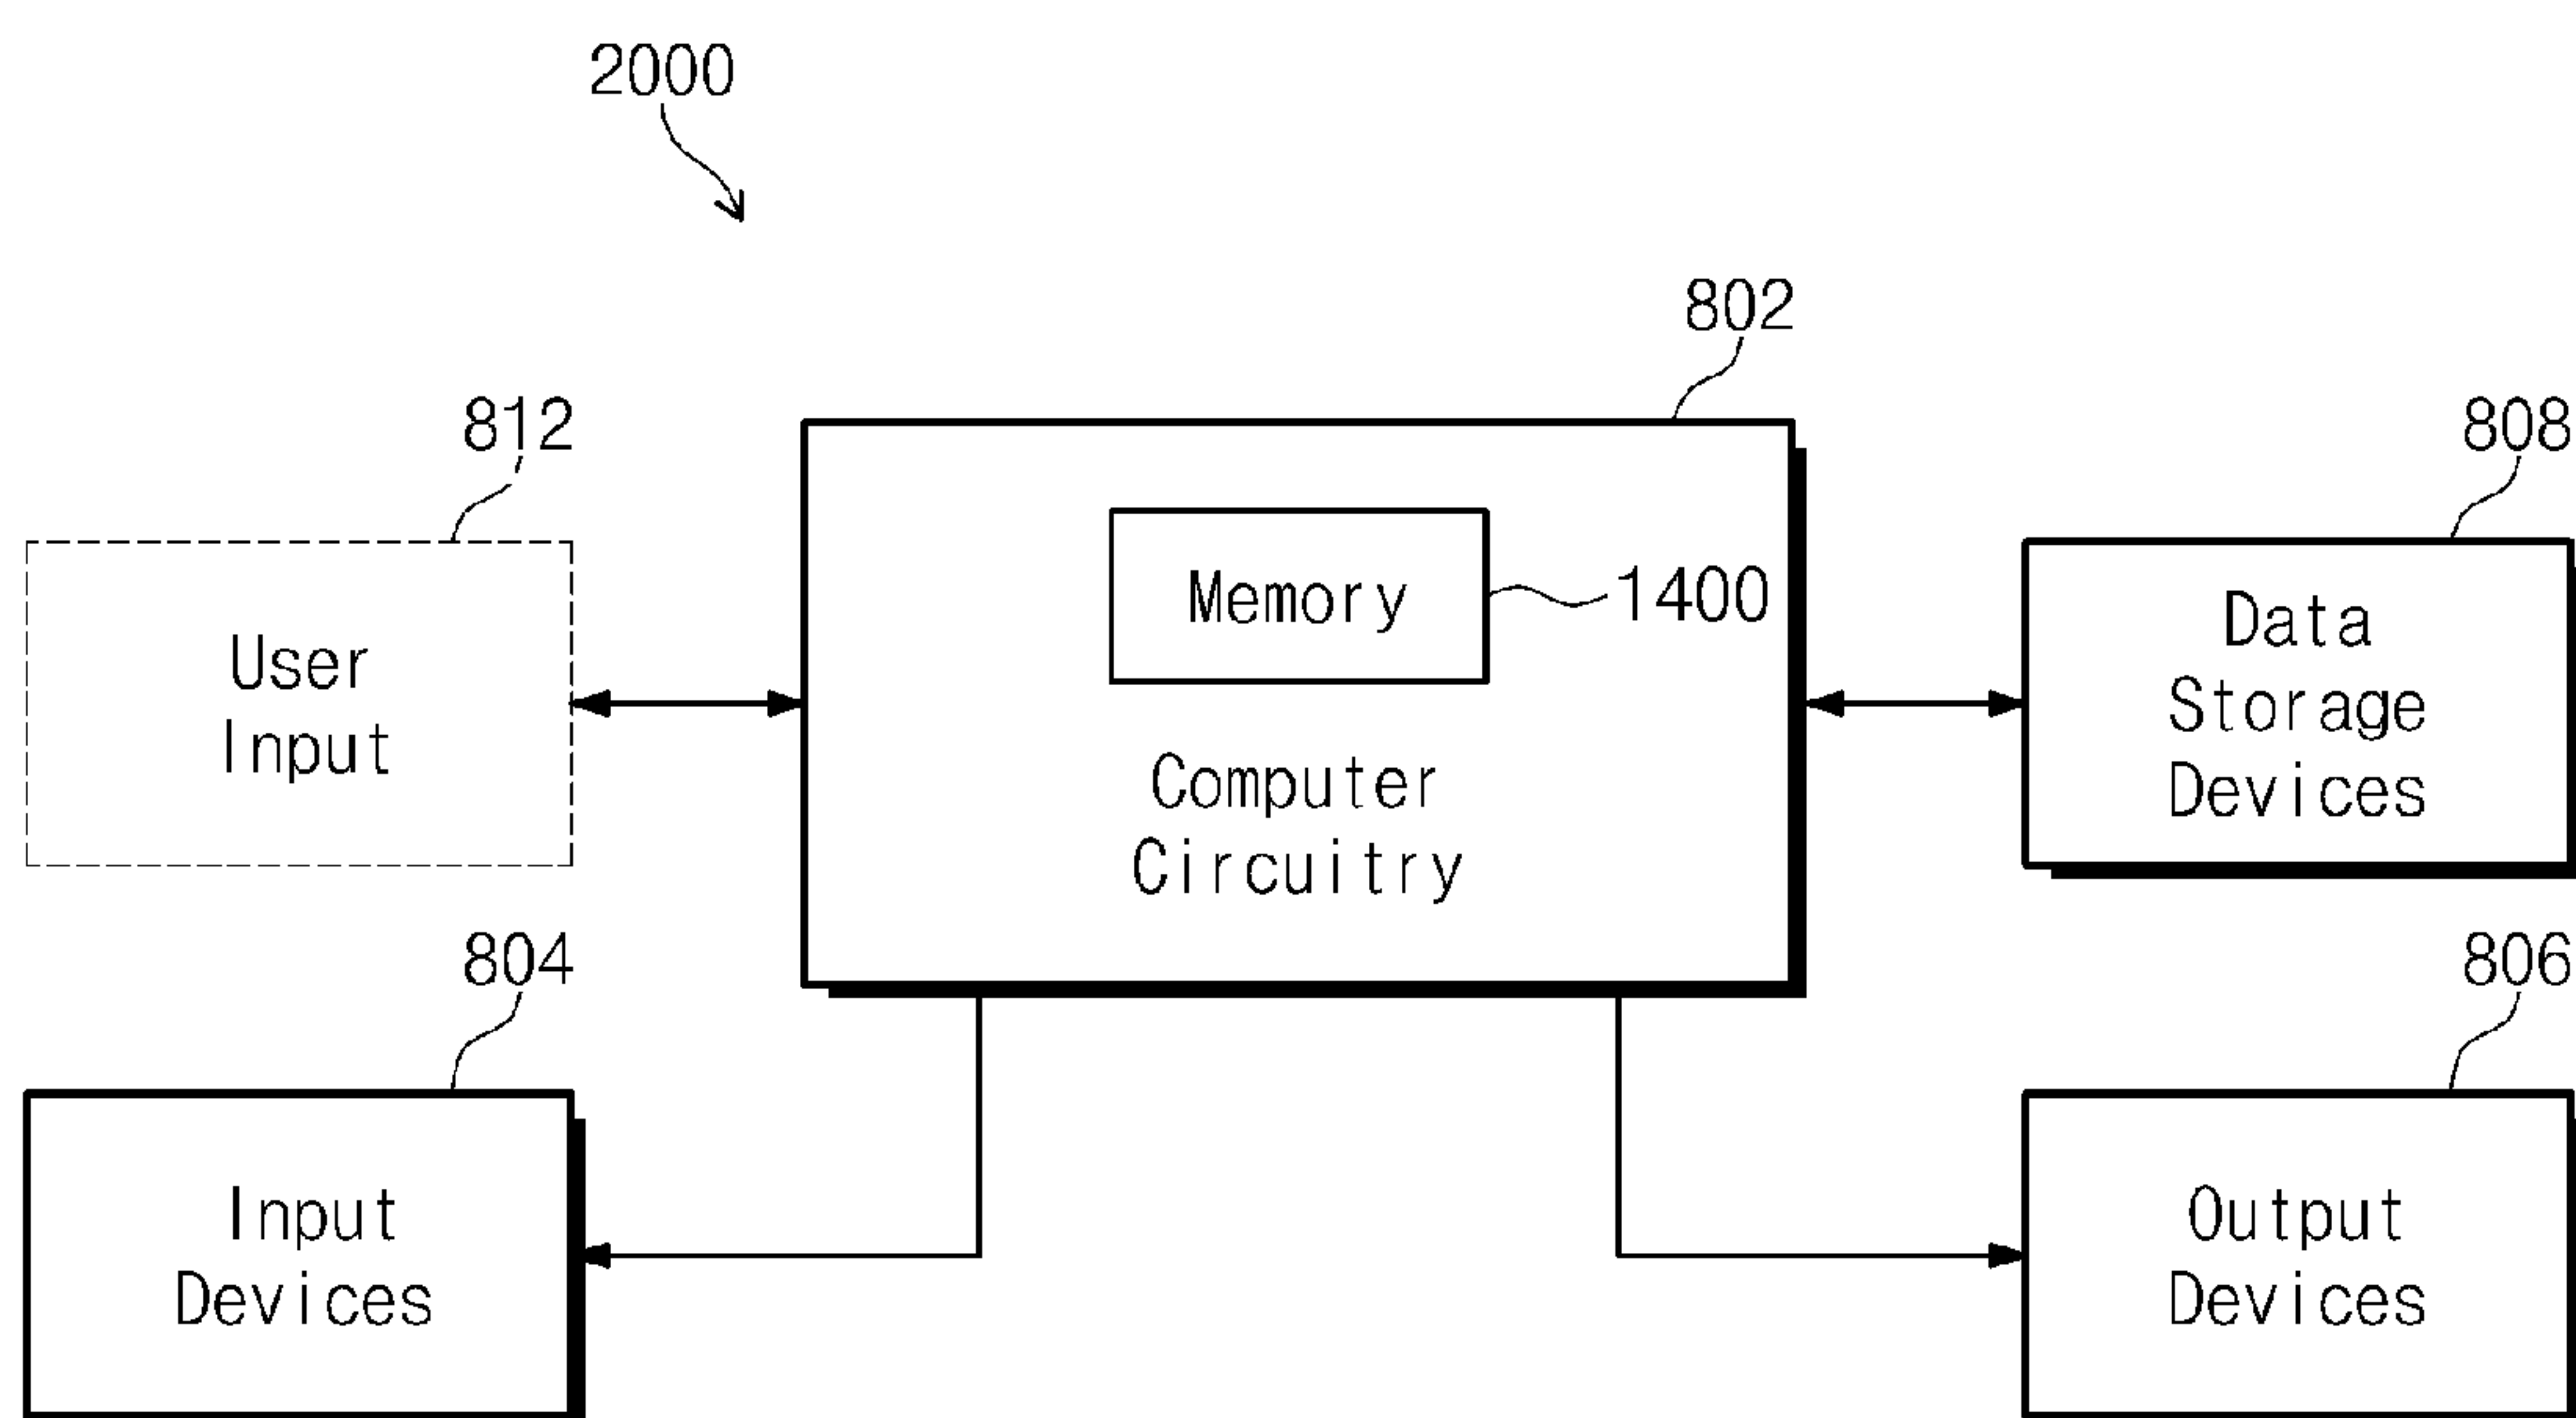 2000
802
812
808
Memory
1400
User
Input
Data
Storage
Devices
Computer
Circuitry
804
806
Input
Devices
Output
Devices